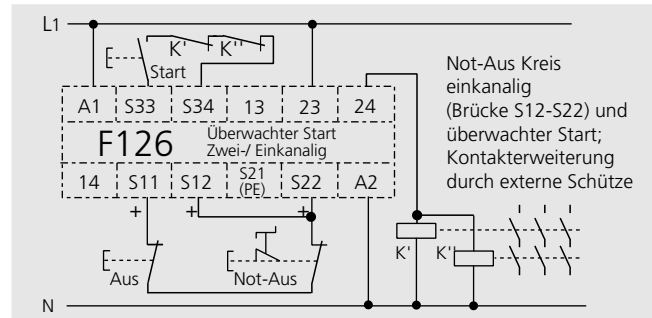 L1
K' K''
Start
A1 S33 S34 13 23 24
F126
Überwachter Start
Zwei-/ Einkanalig
14 S11 S12 S21 (PE) S22 A2
+ + +
Aus
Not-Aus
K' K''
N
Not-Aus Kreis
einkanalig
(Brücke S12-S22) und
überwachter Start;
Kontakterweiterung
durch externe Schütze